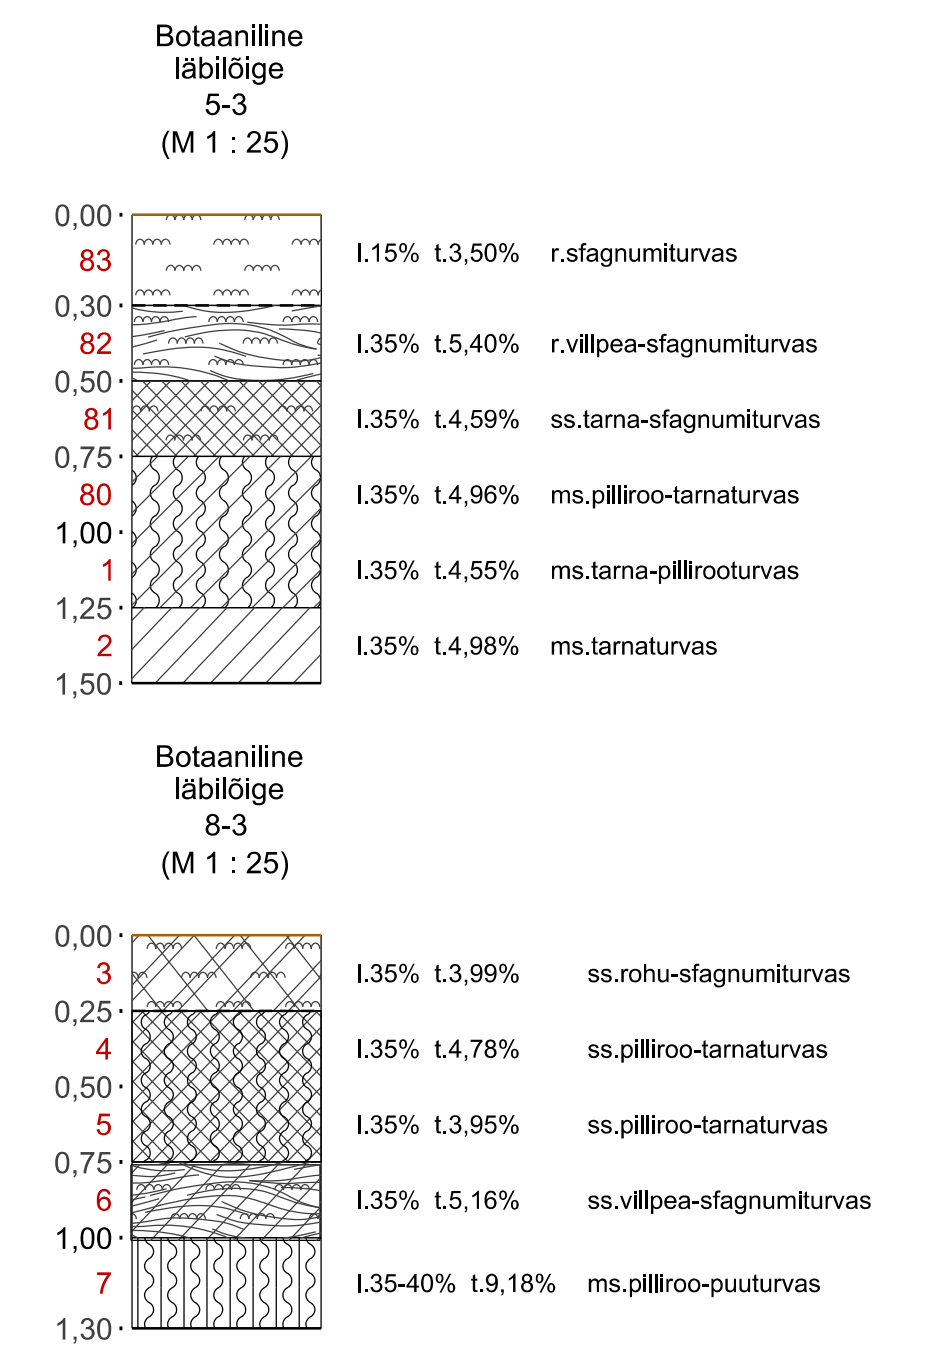 Botaaniline
läbilõige
5-3
(M 1 : 25)
0,00
83 l.15% t.3,50% r.sfagnumiturvas
0,30
82 l.35% t.5,40% r.villpea-sfagnumiturvas
0,50
81 l.35% t.4,59% ss.tarna-sfagnumiturvas
0,75
80 l.35% t.4,96% ms.pilliroo-tarnaturvas
1,00
1 l.35% t.4,55% ms.tarna-pillirooturvas
1,25
2 l.35% t.4,98% ms.tarnaturvas
1,50
Botaaniline
läbilõige
8-3
(M 1 : 25)
0,00
3 l.35% t.3,99% ss.rohu-sfagnumiturvas
0,25
4 l.35% t.4,78% ss.pilliroo-tarnaturvas
0,50
5 l.35% t.3,95% ss.pilliroo-tarnaturvas
0,75
6 l.35% t.5,16% ss.villpea-sfagnumiturvas
1,00
7 l.35-40% t.9,18% ms.pilliroo-puuturvas
1,30